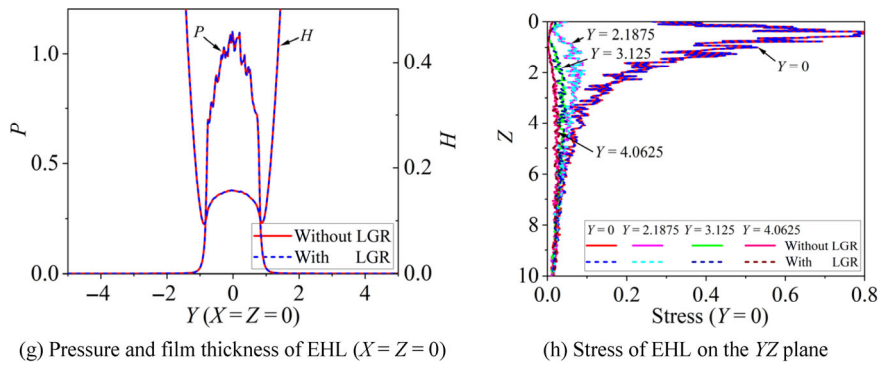 P
H
1.0
0.5
0.0
P
0.4
0.2
0.0
H
Without LGR
With LGR
−4 −2 0 2 4
Y (X = Z = 0)
(g) Pressure and film thickness of EHL (X = Z = 0)
0
2
4
6
8
10
Z
Y = 2.1875
Y = 3.125
Y = 0
Y = 4.0625
Y = 0 Y = 2.1875 Y = 3.125 Y = 4.0625
Without LGR
With LGR
0.0 0.2 0.4 0.6 0.8
Stress (Y = 0)
(h) Stress of EHL on the YZ plane